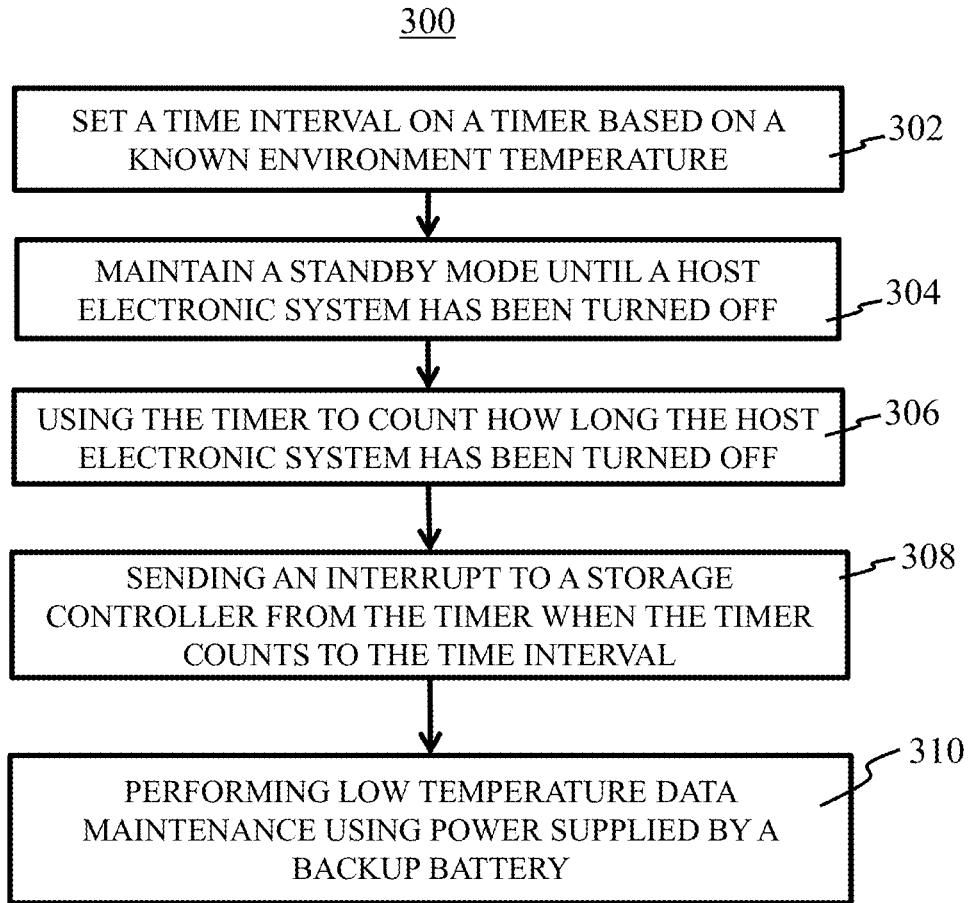 300
SET A TIME INTERVAL ON A TIMER BASED ON A
KNOWN ENVIRONMENT TEMPERATURE
302
MAINTAIN A STANDBY MODE UNTIL A HOST
ELECTRONIC SYSTEM HAS BEEN TURNED OFF
304
USING THE TIMER TO COUNT HOW LONG THE HOST
ELECTRONIC SYSTEM HAS BEEN TURNED OFF
306
SENDING AN INTERRUPT TO A STORAGE
CONTROLLER FROM THE TIMER WHEN THE TIMER
COUNTS TO THE TIME INTERVAL
308
PERFORMING LOW TEMPERATURE DATA
MAINTENANCE USING POWER SUPPLIED BY A
BACKUP BATTERY
310